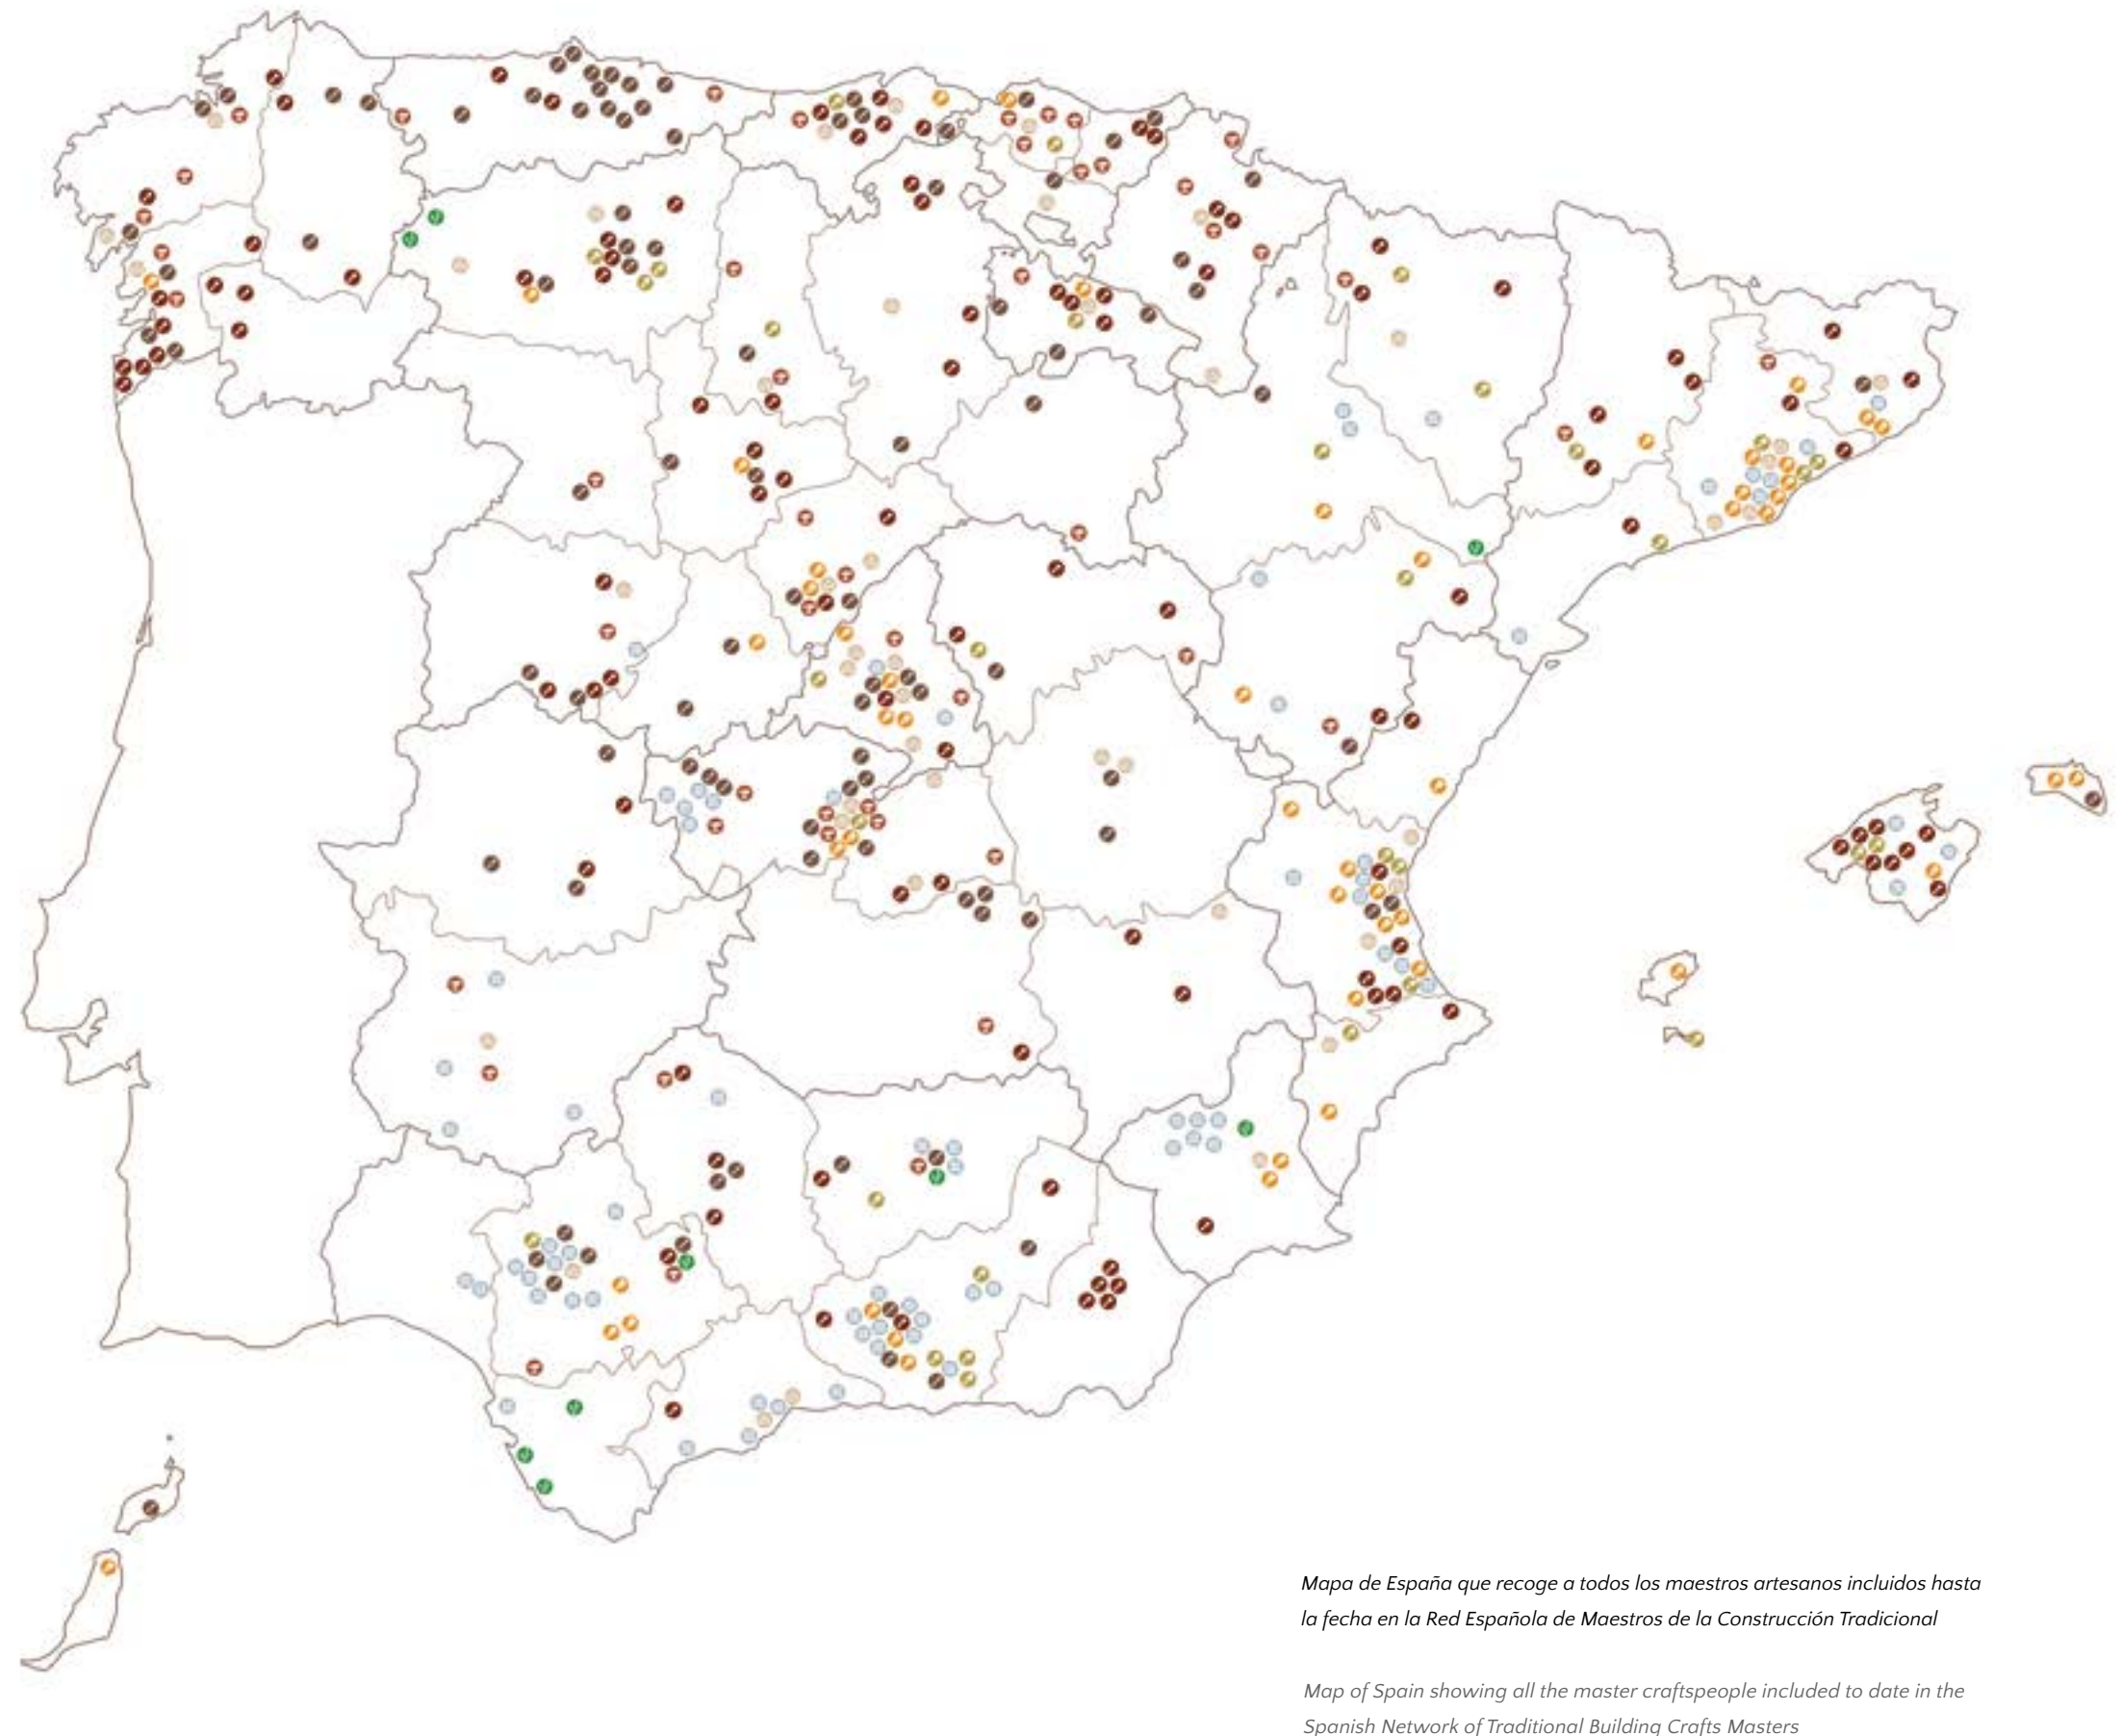 Mapa de España que recoge a todos los maestros artesanos incluidos hasta
la fecha en la Red Española de Maestros de la Construcción Tradicional
Map of Spain showing all the master craftspeople included to date in the
Spanish Network of Traditional Building Crafts Masters